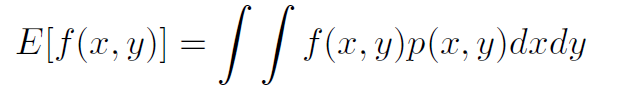 E[f(x, y)] = ∫ ∫ f(x, y)p(x, y)dxdy